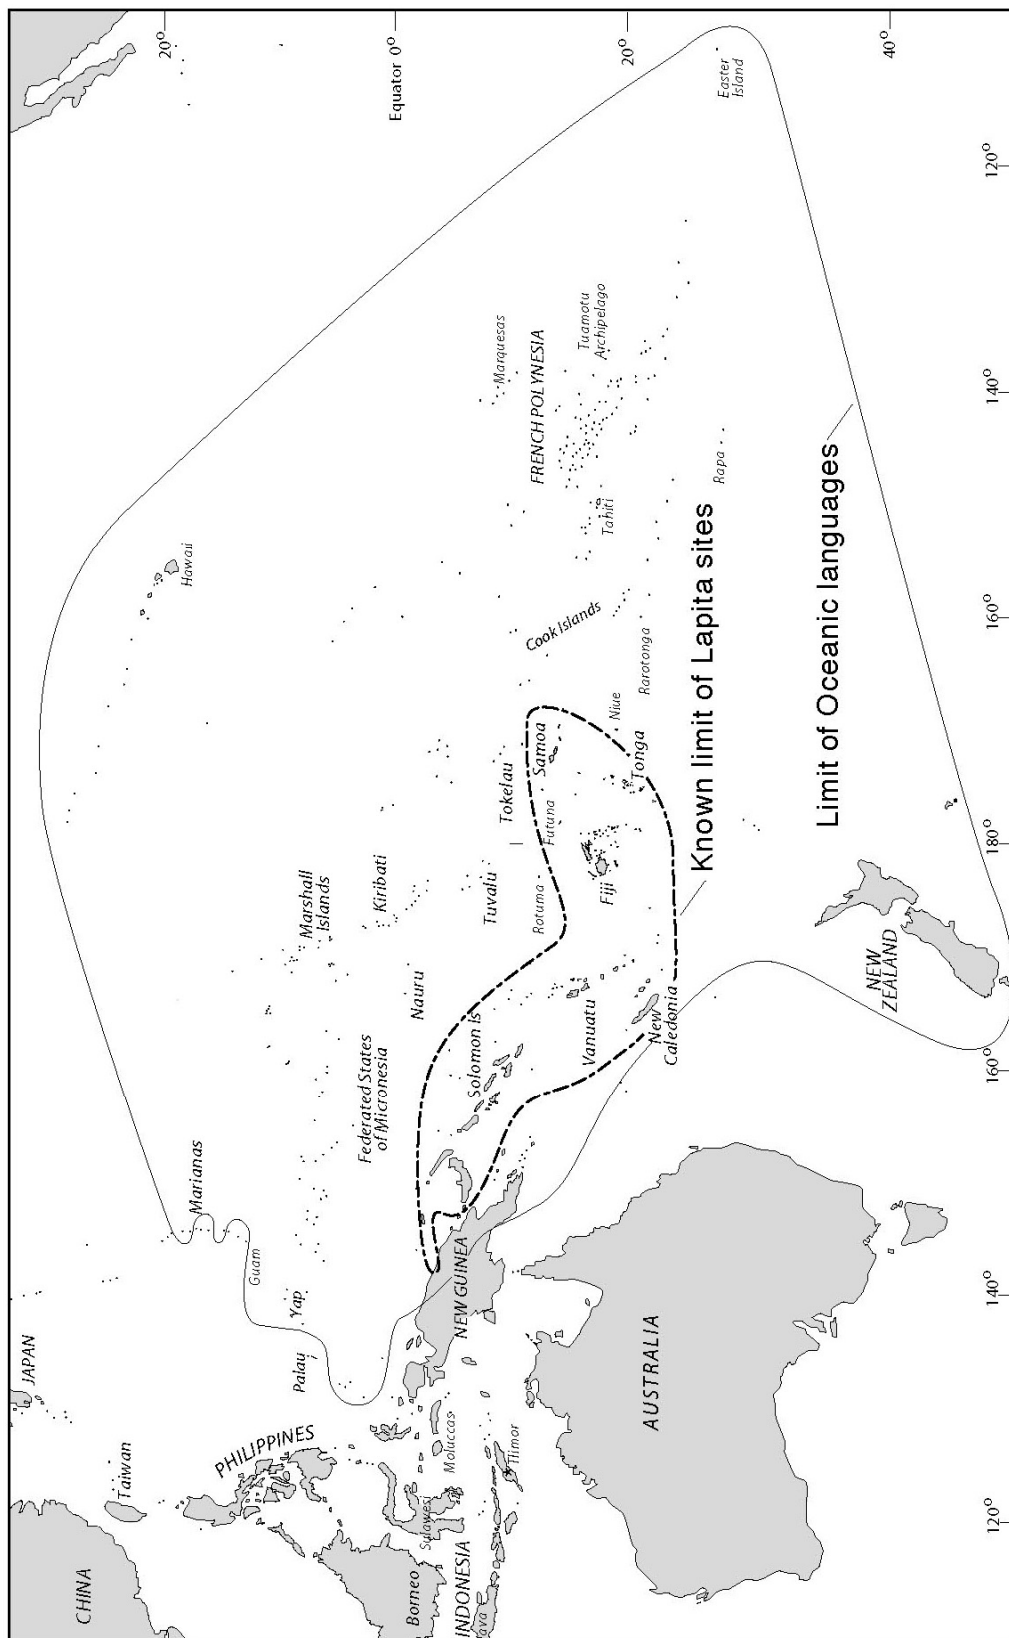 CHINA
JAPAN
Taiwan
PHILIPPINES
Borneo
INDONESIA
Sulawesi
Moluccas
Palau
Yap
Guam
Marianas
NEW GUINEA
AUSTRALIA
Federated States
of Micronesia
Marshall
Islands
Nauru
Kiribati
Solomon Is
Tuvalu
Tokelau
Rotuma
Futuna
Samoa
Vanuatu
Fiji
Tonga
Niue
New
Caledonia
Hawaii
Cook Islands
Rarotonga
Tahiti
FRENCH POLYNESIA
Marquesas
Tuamotu
Archipelago
Rapa
Easter
Island
NEW
ZEALAND
Known limit of Lapita sites
Limit of Oceanic languages
20°
Equator 0°
20°
40°
120°
140°
160°
180°
160°
140°
120°